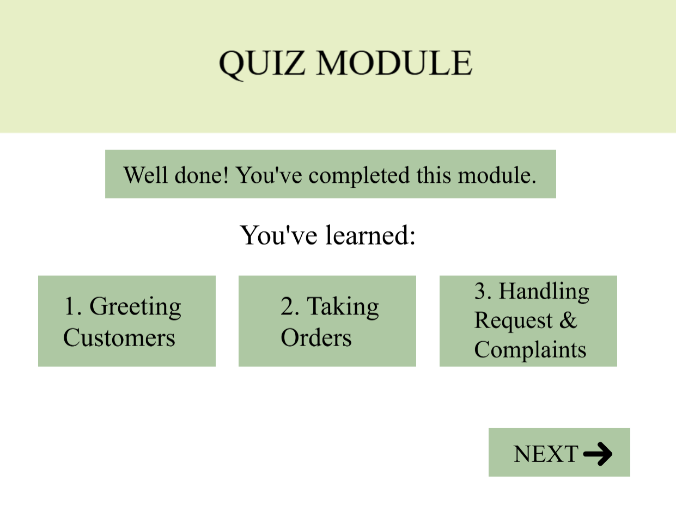 QUIZ MODULE
Well done! You've completed this module.
You've learned:
1. Greeting
Customers
2. Taking
Orders
3. Handling
Request &
Complaints
NEXT